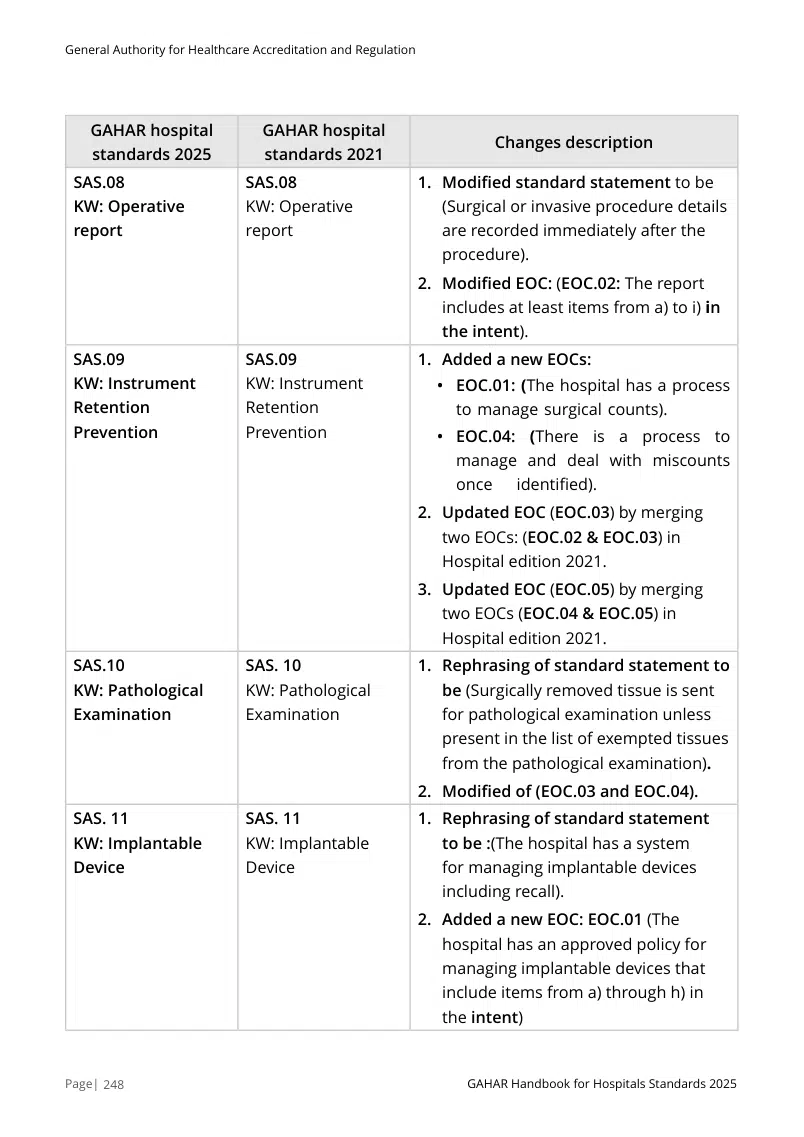 General Authority for Healthcare Accreditation and Regulation
GAHAR hospital
standards 2025
GAHAR hospital
standards 2021
Changes description
SAS.08
KW: Operative
report
SAS.08
KW: Operative
report
1. Modified standard statement to be
(Surgical or invasive procedure details
are recorded immediately after the
procedure).
2. Modified EOC: (EOC.02: The report
includes at least items from a) to i) in
the intent).
SAS.09
KW: Instrument
Retention
Prevention
SAS.09
KW: Instrument
Retention
Prevention
1. Added a new EOCs:
• EOC.01: (The hospital has a process
to manage surgical counts).
• EOC.04: (There is a process to
manage and deal with miscounts
once identified).
2. Updated EOC (EOC.03) by merging
two EOCs: (EOC.02 & EOC.03) in
Hospital edition 2021.
3. Updated EOC (EOC.05) by merging
two EOCs (EOC.04 & EOC.05) in
Hospital edition 2021.
SAS.10
KW: Pathological
Examination
SAS. 10
KW: Pathological
Examination
1. Rephrasing of standard statement to
be (Surgically removed tissue is sent
for pathological examination unless
present in the list of exempted tissues
from the pathological examination).
2. Modified of (EOC.03 and EOC.04).
SAS. 11
KW: Implantable
Device
SAS. 11
KW: Implantable
Device
1. Rephrasing of standard statement
to be :(The hospital has a system
for managing implantable devices
including recall).
2. Added a new EOC: EOC.01 (The
hospital has an approved policy for
managing implantable devices that
include items from a) through h) in
the intent)
Page| 248
GAHAR Handbook for Hospitals Standards 2025